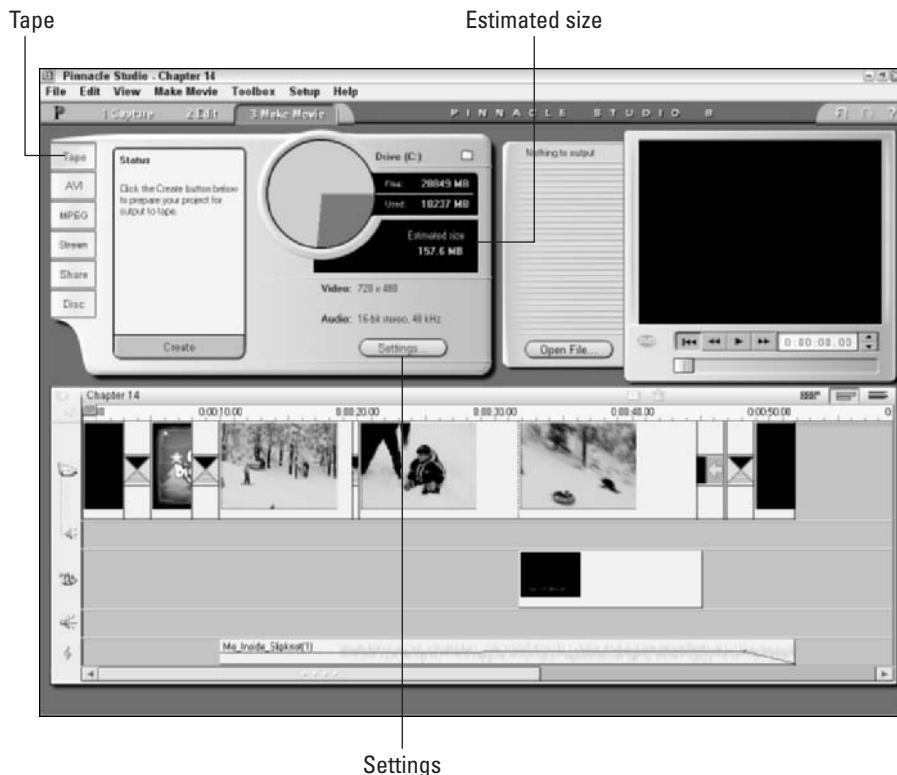 Tape
Estimated size
Pinnacle Studio - Chapter 14
File Edit View Make Movie Toolbox Setup Help
P 1 Capture 2 Edit 3 Make Movie PINNACLE STUDIO 8 ?
Tape
AVI
MPEG
Stream
Share
Disc
Status
Click the Create button below
to prepare your project for
output to tape.
Create
Drive (C:)
Free: 28849 MB
Used: 10237 MB
Estimated size
157.6 MB
Video: 720 x 480
Audio: 16-bit stereo, 48 kHz
Settings...
Nothing to output
Open File...
0:00:00.00
Chapter 14
0:00:10.00 0:00:20.00 0:00:30.00 0:00:40.00 0:00:50.00
Me_Inside_Slipknot(1)
Settings